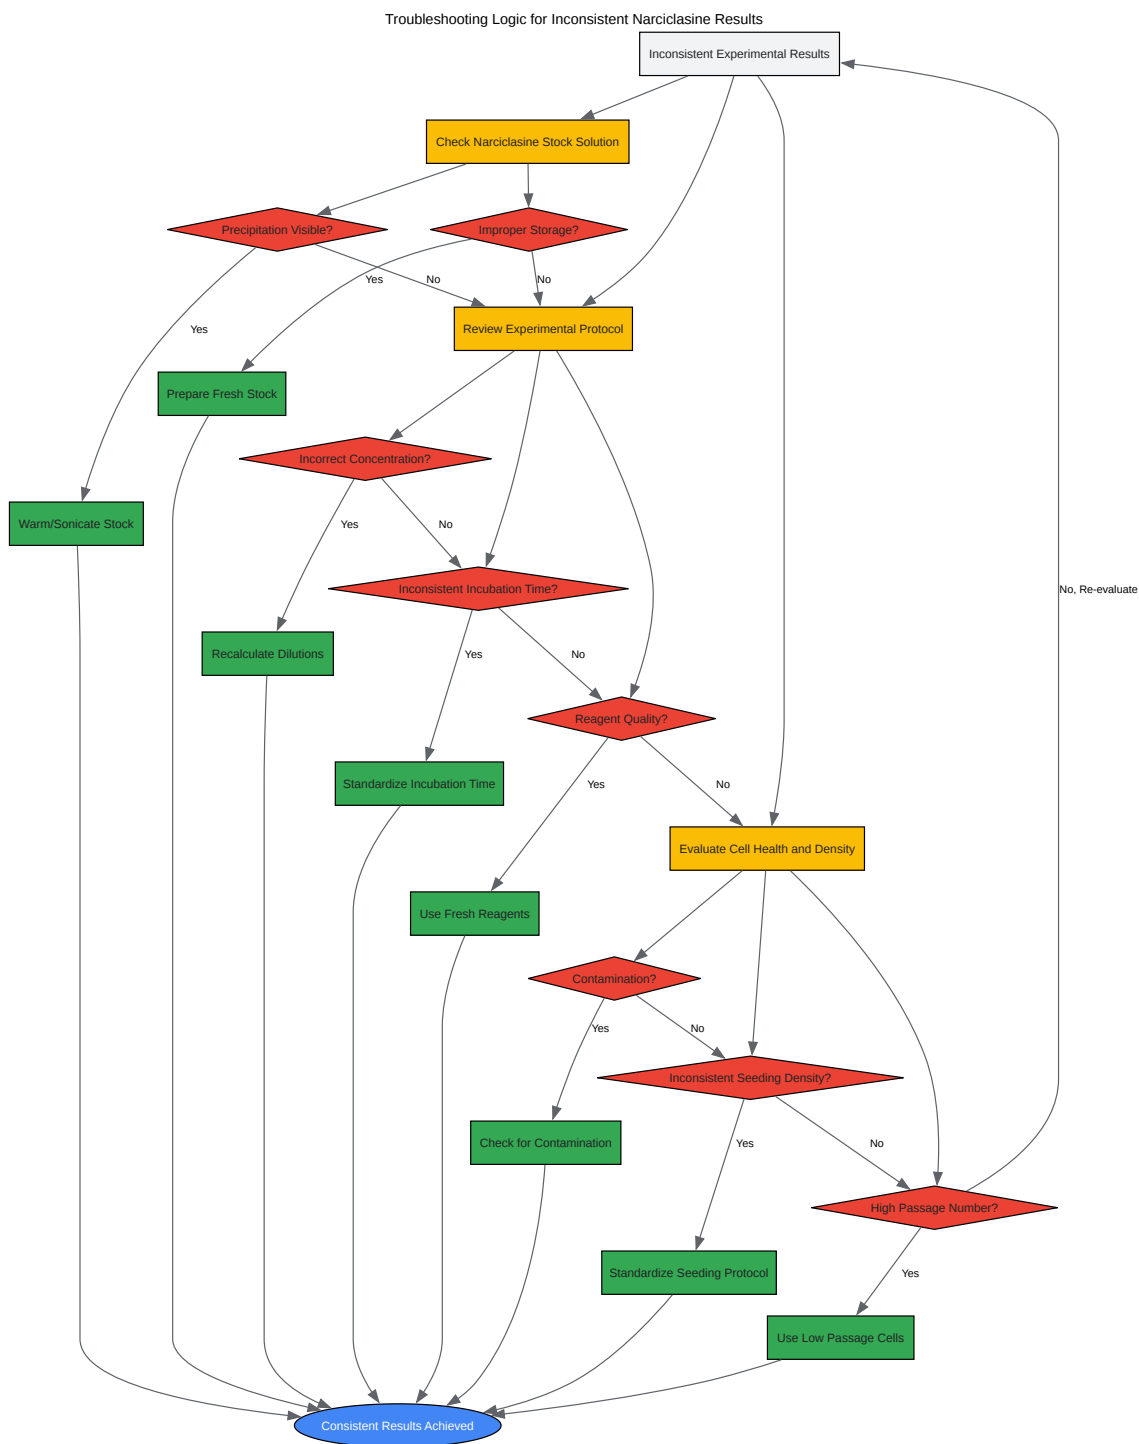 Troubleshooting Logic for Inconsistent Narciclasine Results
Inconsistent Experimental Results
Check Narciclasine Stock Solution
Precipitation Visible?
Improper Storage?
Yes
No
No
Yes
Review Experimental Protocol
Prepare Fresh Stock
Incorrect Concentration?
Warm/Sonicate Stock
Yes
No
Inconsistent Incubation Time?
No, Re-evaluate
Recalculate Dilutions
Yes
No
Reagent Quality?
Standardize Incubation Time
Yes
No
Evaluate Cell Health and Density
Use Fresh Reagents
Contamination?
Yes
No
Inconsistent Seeding Density?
Check for Contamination
Yes
No
High Passage Number?
Standardize Seeding Protocol
Yes
Use Low Passage Cells
Consistent Results Achieved